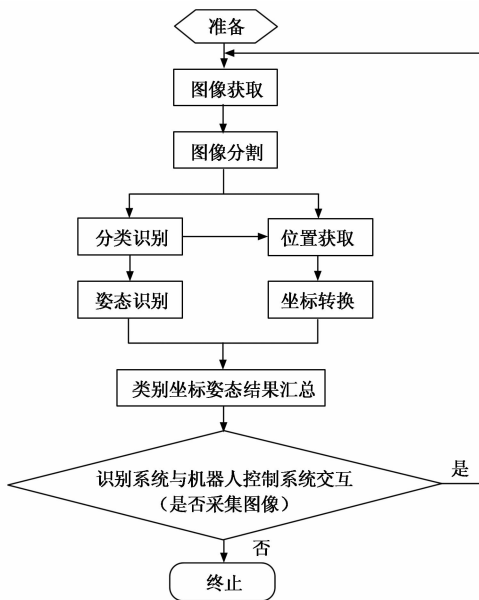 准备
图像获取
图像分割
分类识别
位置获取
姿态识别
坐标转换
类别坐标姿态结果汇总
识别系统与机器人控制系统交互
（是否采集图像）
是
否
终止